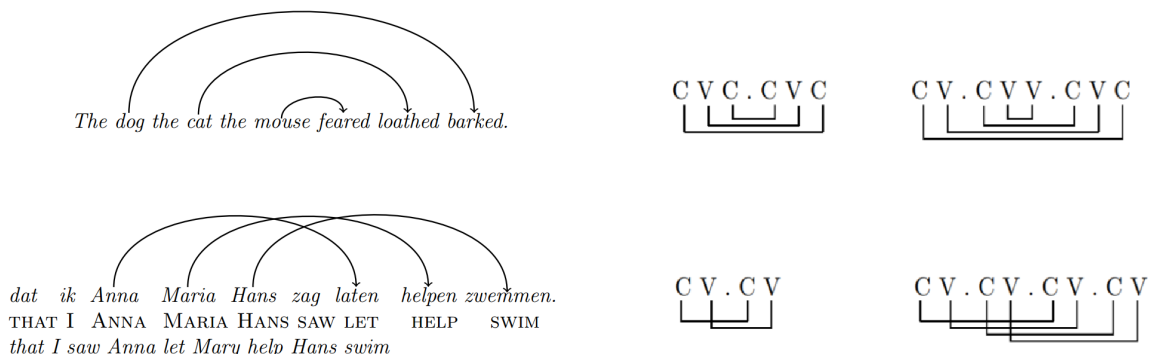 The dog the cat the mouse feared loathed barked.
C V C . C V C
C V . C V V . C V C
dat ik Anna Maria Hans zag laten helpen zwemmen.
THAT I ANNA MARIA HANS SAW LET HELP SWIM
that I saw Anna let Mary help Hans swim
C V . C V
C V . C V . C V . C V